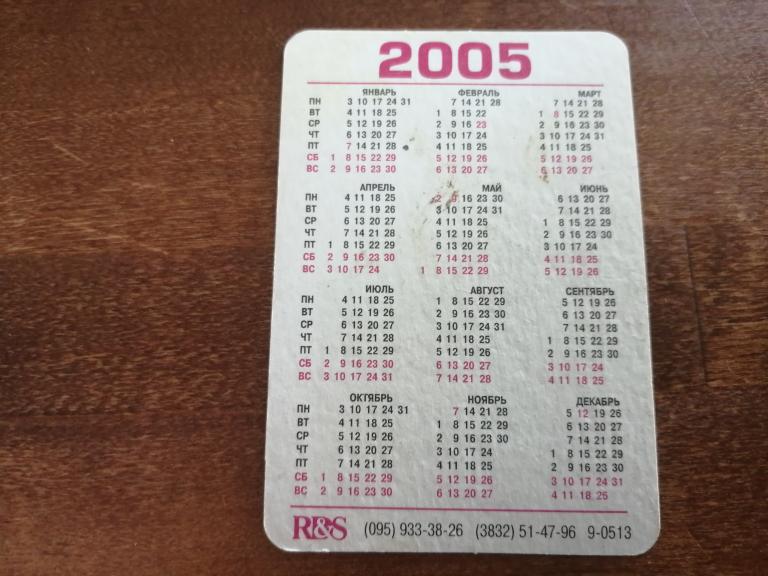 2005
ЯНВАРЬ ФЕВРАЛЬ МАРТ
ПН 3 10 17 24 31 7 14 21 28 7 14 21 28
ВТ 4 11 18 25 1 8 15 22 1 8 15 22 29
СР 5 12 19 26 2 9 16 23 2 9 16 23 30
ЧТ 6 13 20 27 3 10 17 24 3 10 17 24 31
ПТ 7 14 21 28 4 11 18 25 4 11 18 25
СБ 1 8 15 22 29 5 12 19 26 5 12 19 26
ВС 2 9 16 23 30 6 13 20 27 6 13 20 27
АПРЕЛЬ МАЙ ИЮНЬ
ПН 4 11 18 25 2 9 16 23 30 6 13 20 27
ВТ 5 12 19 26 3 10 17 24 31 7 14 21 28
СР 6 13 20 27 4 11 18 25 1 8 15 22 29
ЧТ 7 14 21 28 5 12 19 26 2 9 16 23 30
ПТ 1 8 15 22 29 6 13 20 27 3 10 17 24
СБ 2 9 16 23 30 7 14 21 28 4 11 18 25
ВС 3 10 17 24 1 8 15 22 29 5 12 19 26
ИЮЛЬ АВГУСТ СЕНТЯБРЬ
ПН 4 11 18 25 1 8 15 22 29 5 12 19 26
ВТ 5 12 19 26 2 9 16 23 30 6 13 20 27
СР 6 13 20 27 3 10 17 24 31 7 14 21 28
ЧТ 7 14 21 28 4 11 18 25 1 8 15 22 29
ПТ 1 8 15 22 29 5 12 19 26 2 9 16 23 30
СБ 2 9 16 23 30 6 13 20 27 3 10 17 24
ВС 3 10 17 24 31 7 14 21 28 4 11 18 25
ОКТЯБРЬ НОЯБРЬ ДЕКАБРЬ
ПН 3 10 17 24 31 7 14 21 28 5 12 19 26
ВТ 4 11 18 25 1 8 15 22 29 6 13 20 27
СР 5 12 19 26 2 9 16 23 30 7 14 21 28
ЧТ 6 13 20 27 3 10 17 24 1 8 15 22 29
ПТ 7 14 21 28 4 11 18 25 2 9 16 23 30
СБ 1 8 15 22 29 5 12 19 26 3 10 17 24 31
ВС 2 9 16 23 30 6 13 20 27 4 11 18 25
R&S (095) 933-38-26 (3832) 51-47-96 9-0513